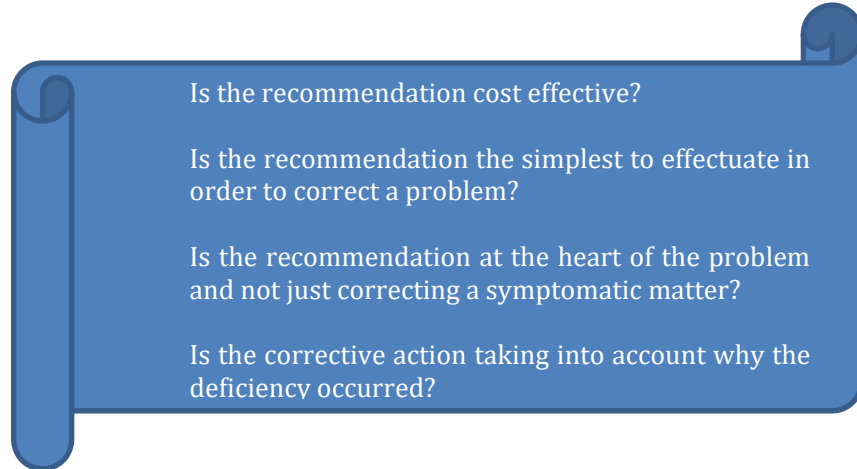 Is the recommendation cost effective?
Is the recommendation the simplest to effectuate in
order to correct a problem?
Is the recommendation at the heart of the problem
and not just correcting a symptomatic matter?
Is the corrective action taking into account why the
deficiency occurred?